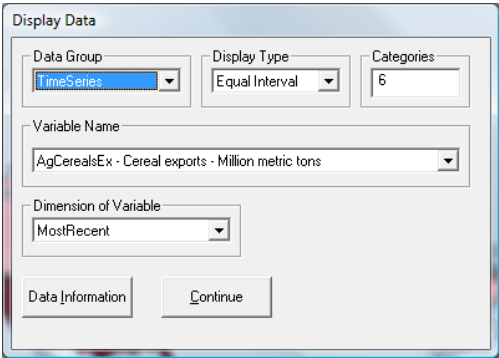 Display Data
Data Group
TimeSeries
Display Type
Equal Interval
Categories
6
Variable Name
AgCerealsEx - Cereal exports - Million metric tons
Dimension of Variable
MostRecent
Data Information
Continue